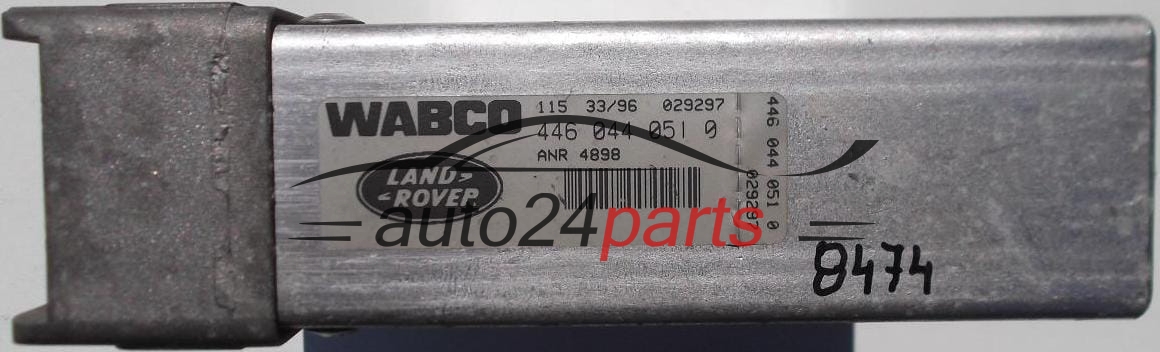 WABCO 115 33/96 029297
446 044 051 0
ANR 4898
LAND
ROVER
446 044 051 0
029297
auto24parts
8474